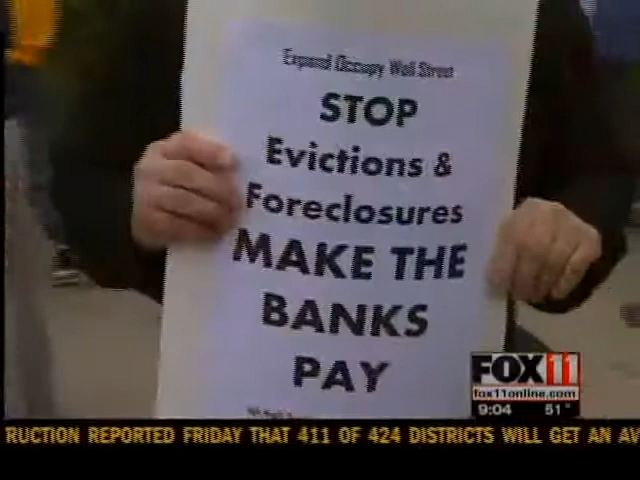 Expand Occupy Wall Street
STOP
Evictions &
Foreclosures
MAKE THE
BANKS
PAY
FOX 11
fox11online.com
9:04 51°
RUCTION REPORTED FRIDAY THAT 411 OF 424 DISTRICTS WILL GET AN AV